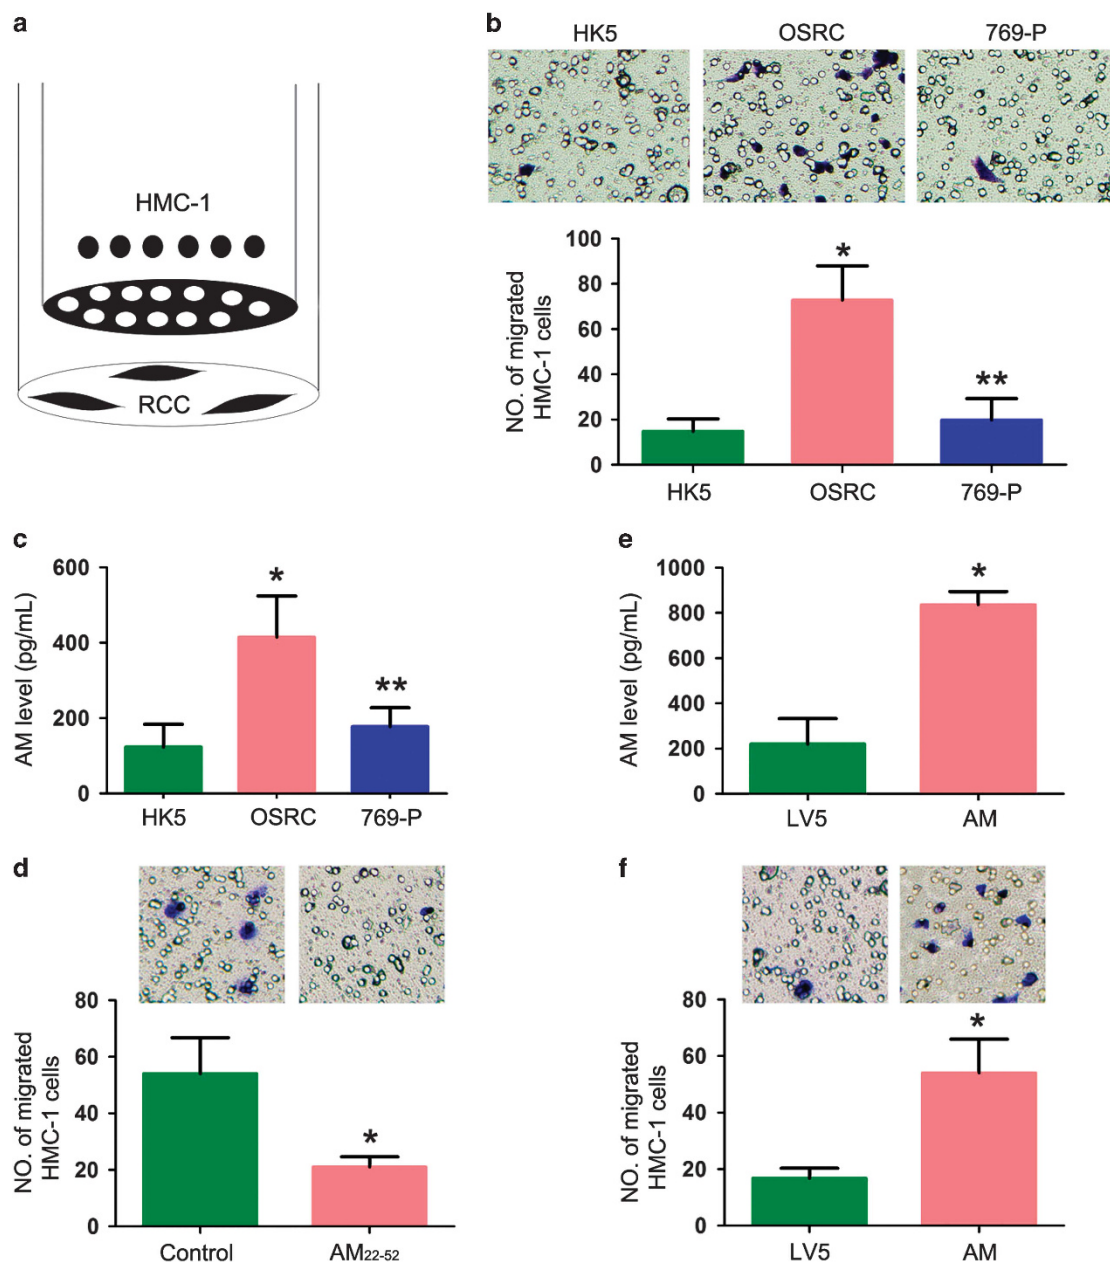 a
HMC-1
RCC
b
HK5 OSRC 769-P
NO. of migrated
HMC-1 cells
100
80
60
40
20
0
*
**
HK5 OSRC 769-P
c
AM level (pg/mL)
600
400
200
0
*
**
HK5 OSRC 769-P
e
AM level (pg/mL)
1000
800
600
400
200
0
*
LV5 AM
d
NO. of migrated
HMC-1 cells
80
60
40
20
0
*
Control AM22-52
f
NO. of migrated
HMC-1 cells
80
60
40
20
0
*
LV5 AM